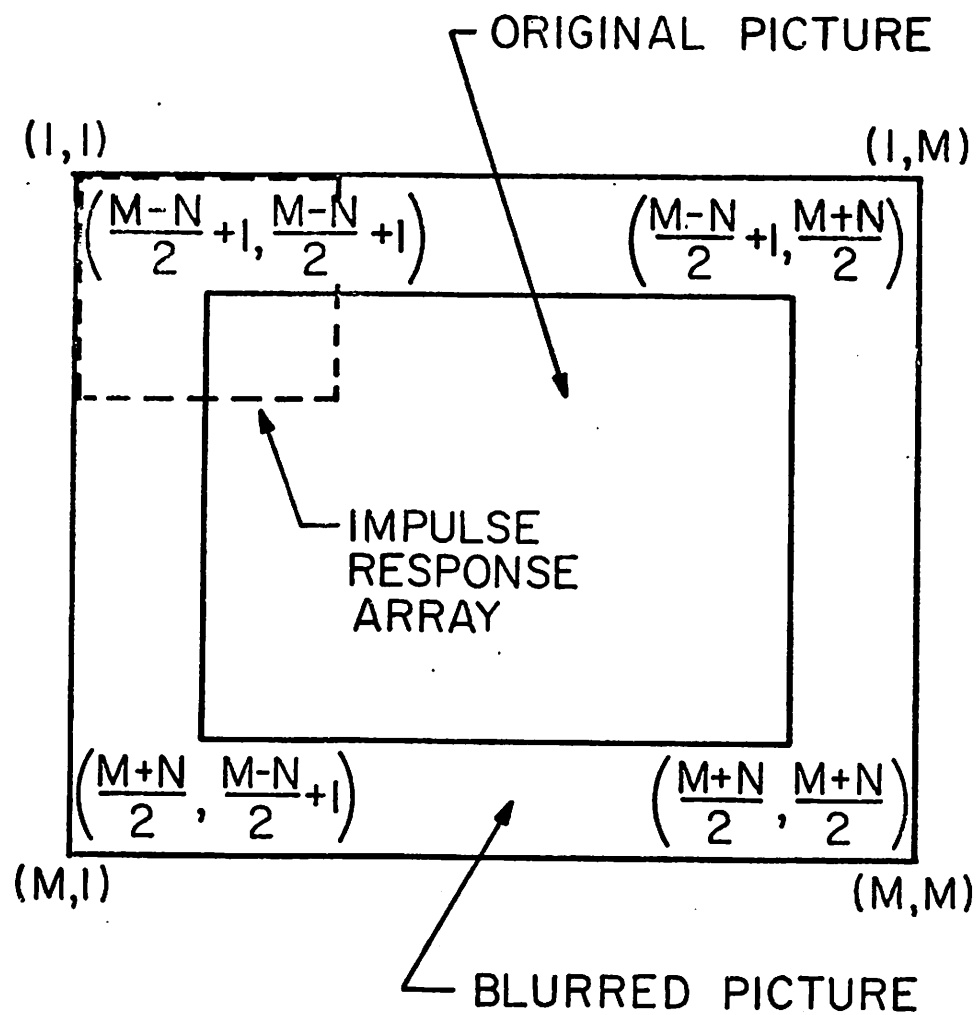 ORIGINAL PICTURE
(1,1)
(1,M)
(M-N/2 +1, M-N/2 +1)
(M-N/2 +1, M+N/2)
IMPULSE
RESPONSE
ARRAY
(M+N/2, M-N/2 +1)
(M+N/2, M+N/2)
(M,1)
(M,M)
BLURRED PICTURE